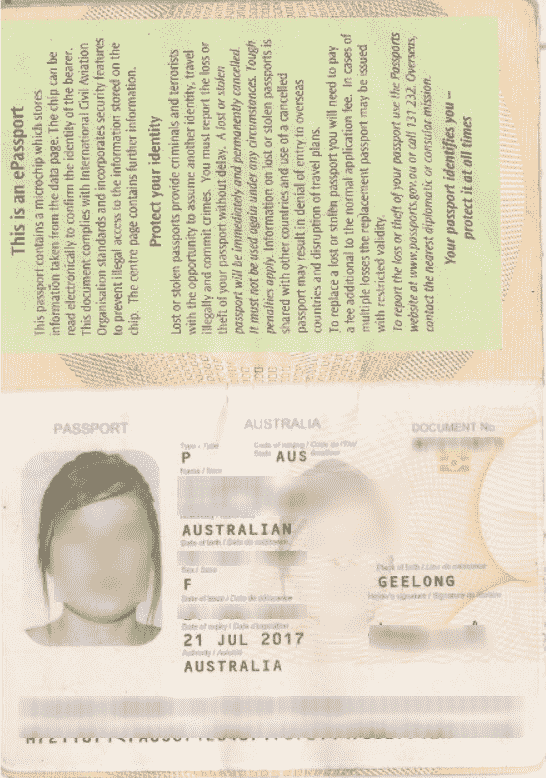 This is an ePassport
This passport contains a microchip which stores
information taken from the data page. The chip can be
read electronically to confirm the identity of the bearer.
This document complies with International Civil Aviation
Organisation standards and incorporates security features
to prevent illegal access to the information stored on the
chip. The centre page contains further information.
Protect your identity
Lost or stolen passports provide criminals and terrorists
with the opportunity to assume another identity, travel
illegally and commit crimes. You must report the loss or
theft of your passport without delay. A lost or stolen
passport will be immediately and permanently cancelled.
It must not be used again under any circumstances. Tough
penalties apply. Information on lost or stolen passports is
shared with other countries and use of a cancelled
passport may result in denial of entry to overseas
countries and disruption of travel plans.
To replace a lost or stolen passport you will need to pay
a fee additional to the normal application fee. In cases of
multiple losses the replacement passport may be issued
with restricted validity.
To report the loss or theft of your passport use the Passports
website at www.passports.gov.au or call 131 232. Overseas,
contact the nearest diplomatic or consular mission.
Your passport identifies you –
protect it at all times
PASSPORT
AUSTRALIA
DOCUMENT No
Type / Type
Code of issuing / Code de l'État
State
P
AUS
Name / Nom
AUSTRALIAN
Date of birth / Date de naissance
Sex / Sexe
Place of birth / Lieu de naissance
F
GEELONG
Date of issue / Date de délivrance
Holder's signature / Signature du titulaire
Date of expiry / Date d'expiration
21 JUL 2017
Authority / Autorité
AUSTRALIA